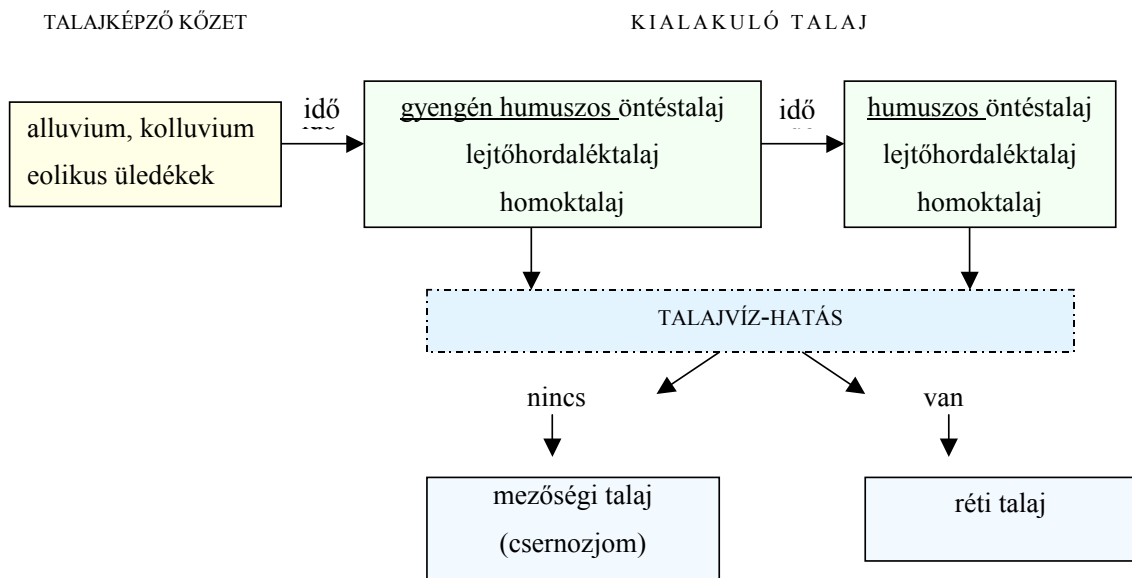 TALAJKÉPZŐ KŐZET
KIALAKULÓ TALAJ
alluvium, kolluvium
eolikus üledékek
idő
gyengén humuszos öntéstalaj
lejtőhordaléktalaj
homoktalaj
idő
humuszos öntéstalaj
lejtőhordaléktalaj
homoktalaj
TALAJVÍZ-HATÁS
nincs
van
mezőségi talaj
(csernozjom)
réti talaj